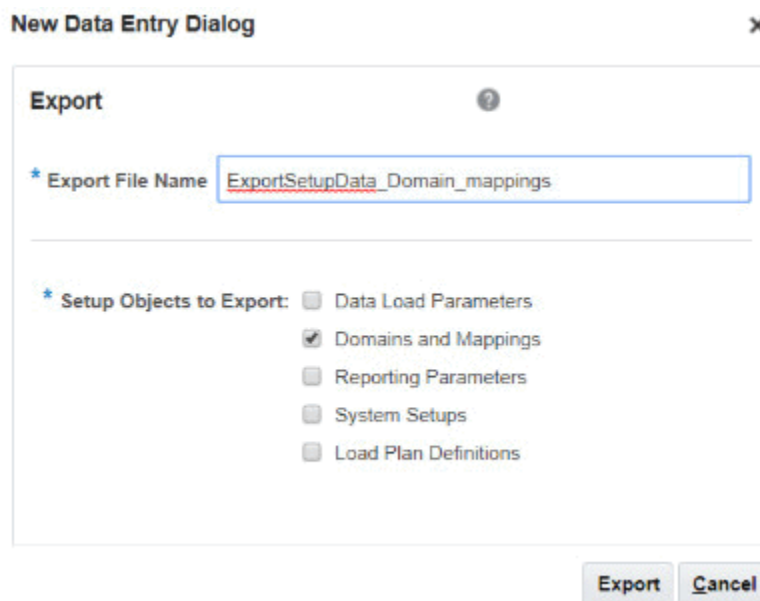 New Data Entry Dialog
Export
* Export File Name ExportSetupData_Domain_mappings
* Setup Objects to Export: Data Load Parameters
Domains and Mappings
Reporting Parameters
System Setups
Load Plan Definitions
Export Cancel